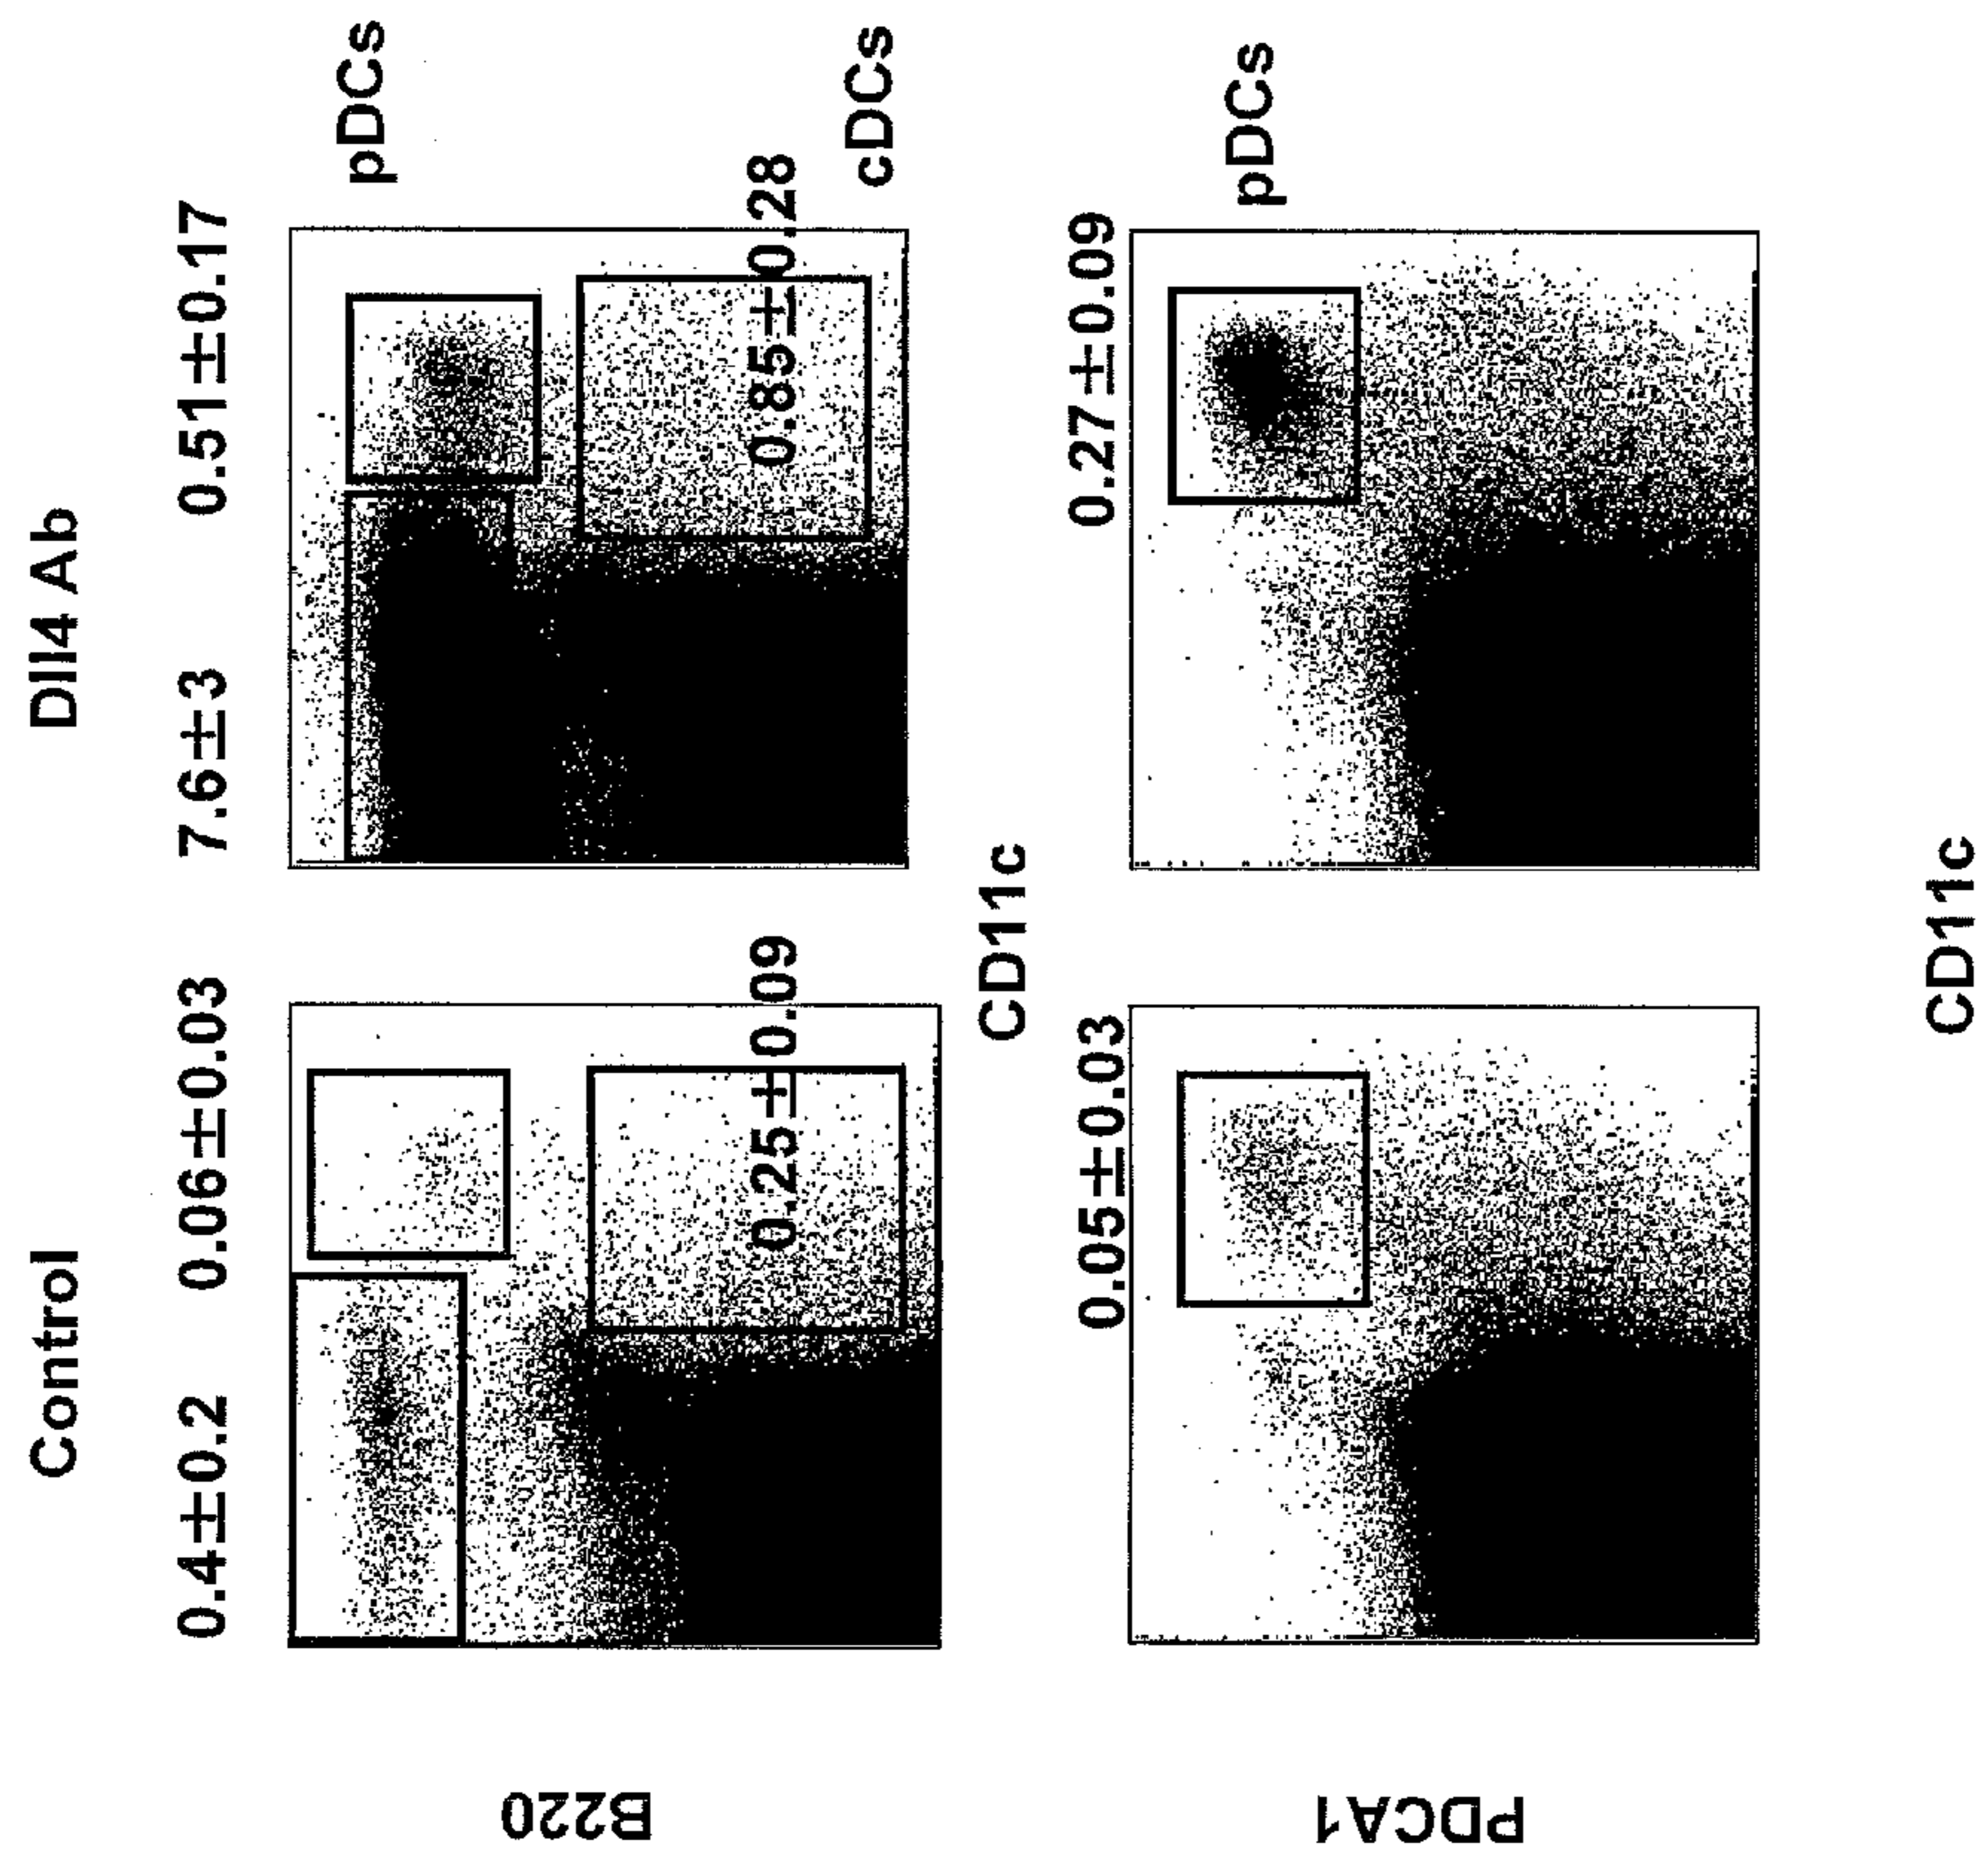 Control
Dll4 Ab
0.4±0.2
0.06±0.03
7.6±3
0.51±0.17
pDCs
B220
0.25±0.09
0.85±0.28
cDCs
CD11c
0.05±0.03
0.27±0.09
pDCs
PDCA1
CD11c